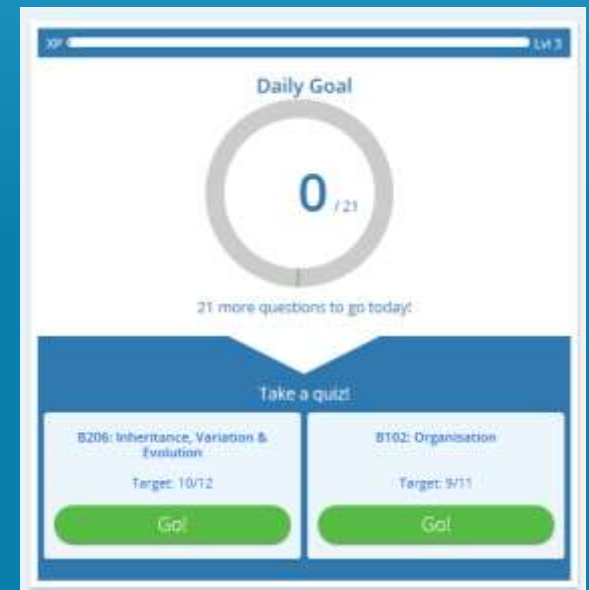 XP Lvl 3
Daily Goal
0 / 21
21 more questions to go today!
Take a quiz!
B206: Inheritance, Variation &
Evolution
Target: 10/12
Go!
B102: Organisation
Target: 9/11
Go!